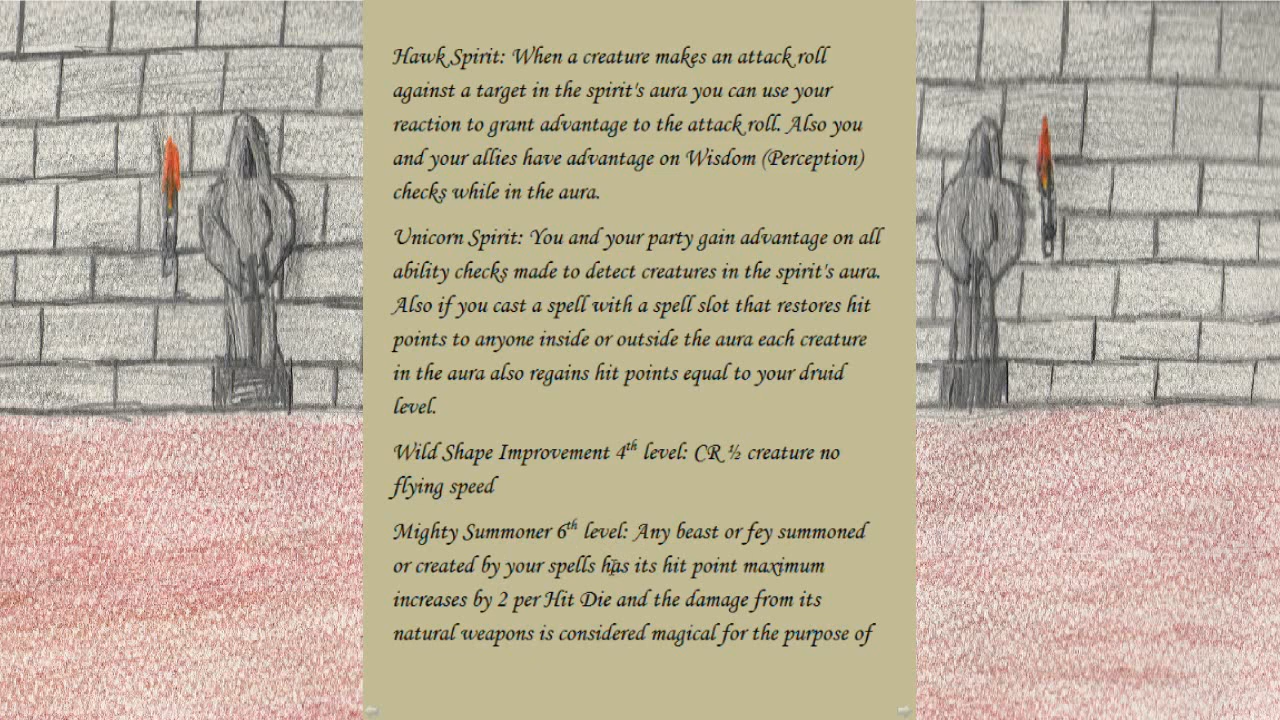 Hawk Spirit: When a creature makes an attack roll
against a target in the spirit's aura you can use your
reaction to grant advantage to the attack roll. Also you
and your allies have advantage on Wisdom (Perception)
checks while in the aura.
Unicorn Spirit: You and your party gain advantage on all
ability checks made to detect creatures in the spirit's aura.
Also if you cast a spell with a spell slot that restores hit
points to anyone inside or outside the aura each creature
in the aura also regains hit points equal to your druid
level.
Wild Shape Improvement 4th level: CR ½ creature no
flying speed
Mighty Summoner 6th level: Any beast or fey summoned
or created by your spells has its hit point maximum
increases by 2 per Hit Die and the damage from its
natural weapons is considered magical for the purpose of